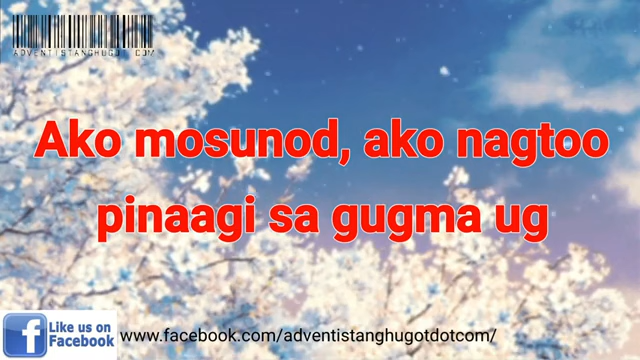 ADVENTISTANGHUGOT.COM
Ako mosunod, ako nagtoo
pinaagi sa gugma ug
Like us on
Facebook
www.facebook.com/adventistanghugotdotcom/